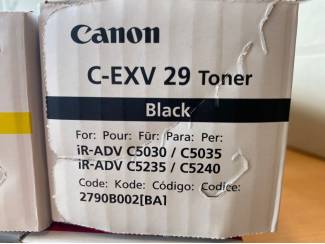 Canon
C-EXV 29 Toner
Black
For: Pour: Für: Para: Per:
iR-ADV C5030 / C5035
iR-ADV C5235 / C5240
Code: Kode: Código: Codice:
2790B002[BA]